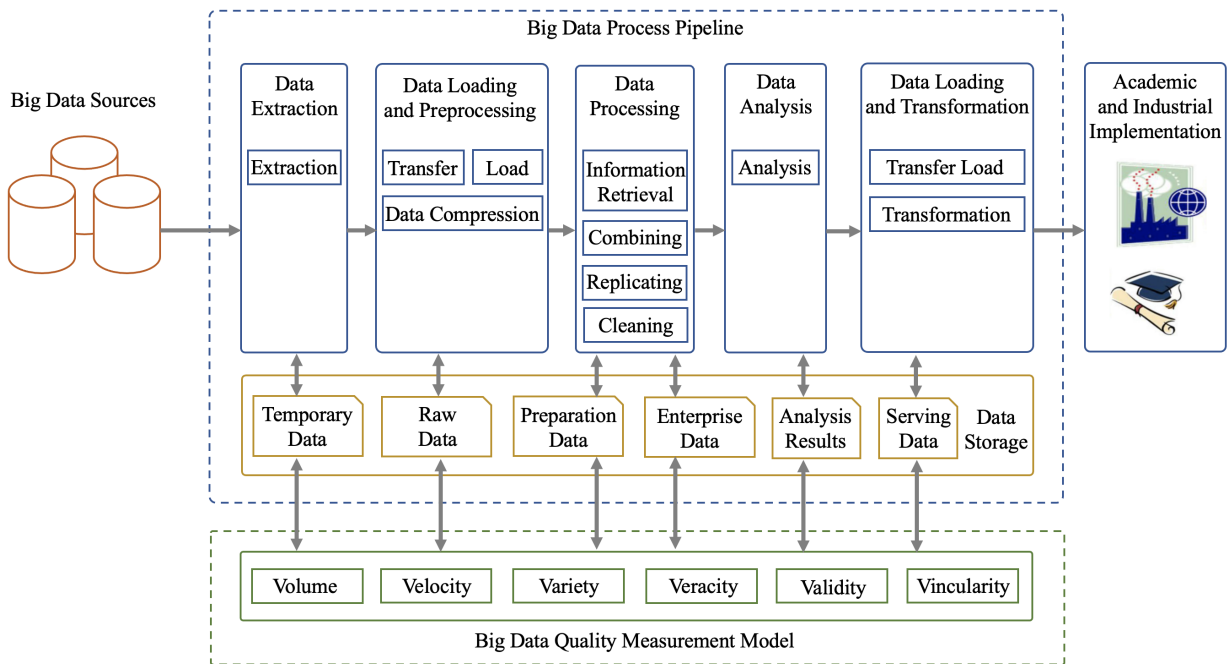 Big Data Process Pipeline
Big Data Sources
Data
Extraction
Extraction
Data Loading
and Preprocessing
Transfer
Load
Data Compression
Data
Processing
Information
Retrieval
Combining
Replicating
Cleaning
Data
Analysis
Analysis
Data Loading
and Transformation
Transfer Load
Transformation
Academic
and Industrial
Implementation
Temporary
Data
Raw
Data
Preparation
Data
Enterprise
Data
Analysis
Results
Serving
Data
Data
Storage
Volume
Velocity
Variety
Veracity
Validity
Vincularity
Big Data Quality Measurement Model